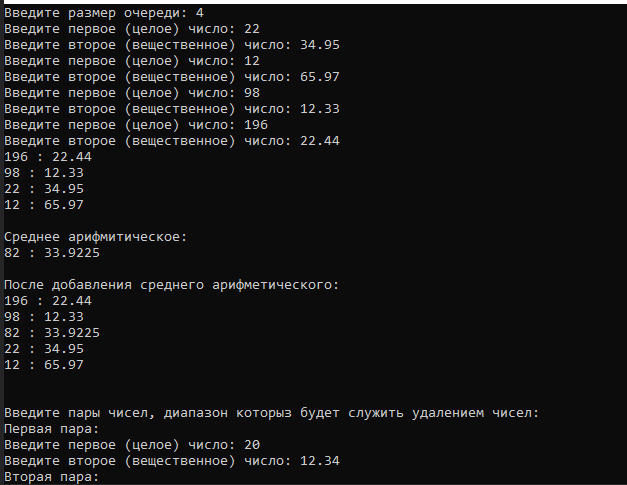 Введите размер очереди: 4
Введите первое (целое) число: 22
Введите второе (вещественное) число: 34.95
Введите первое (целое) число: 12
Введите второе (вещественное) число: 65.97
Введите первое (целое) число: 98
Введите второе (вещественное) число: 12.33
Введите первое (целое) число: 196
Введите второе (вещественное) число: 22.44
196 : 22.44
98 : 12.33
22 : 34.95
12 : 65.97
Среднее арифмитическое:
82 : 33.9225
После добавления среднего арифметического:
196 : 22.44
98 : 12.33
82 : 33.9225
22 : 34.95
12 : 65.97
Введите пары чисел, диапазон которыз будет служить удалением чисел:
Первая пара:
Введите первое (целое) число: 20
Введите второе (вещественное) число: 12.34
Вторая пара: